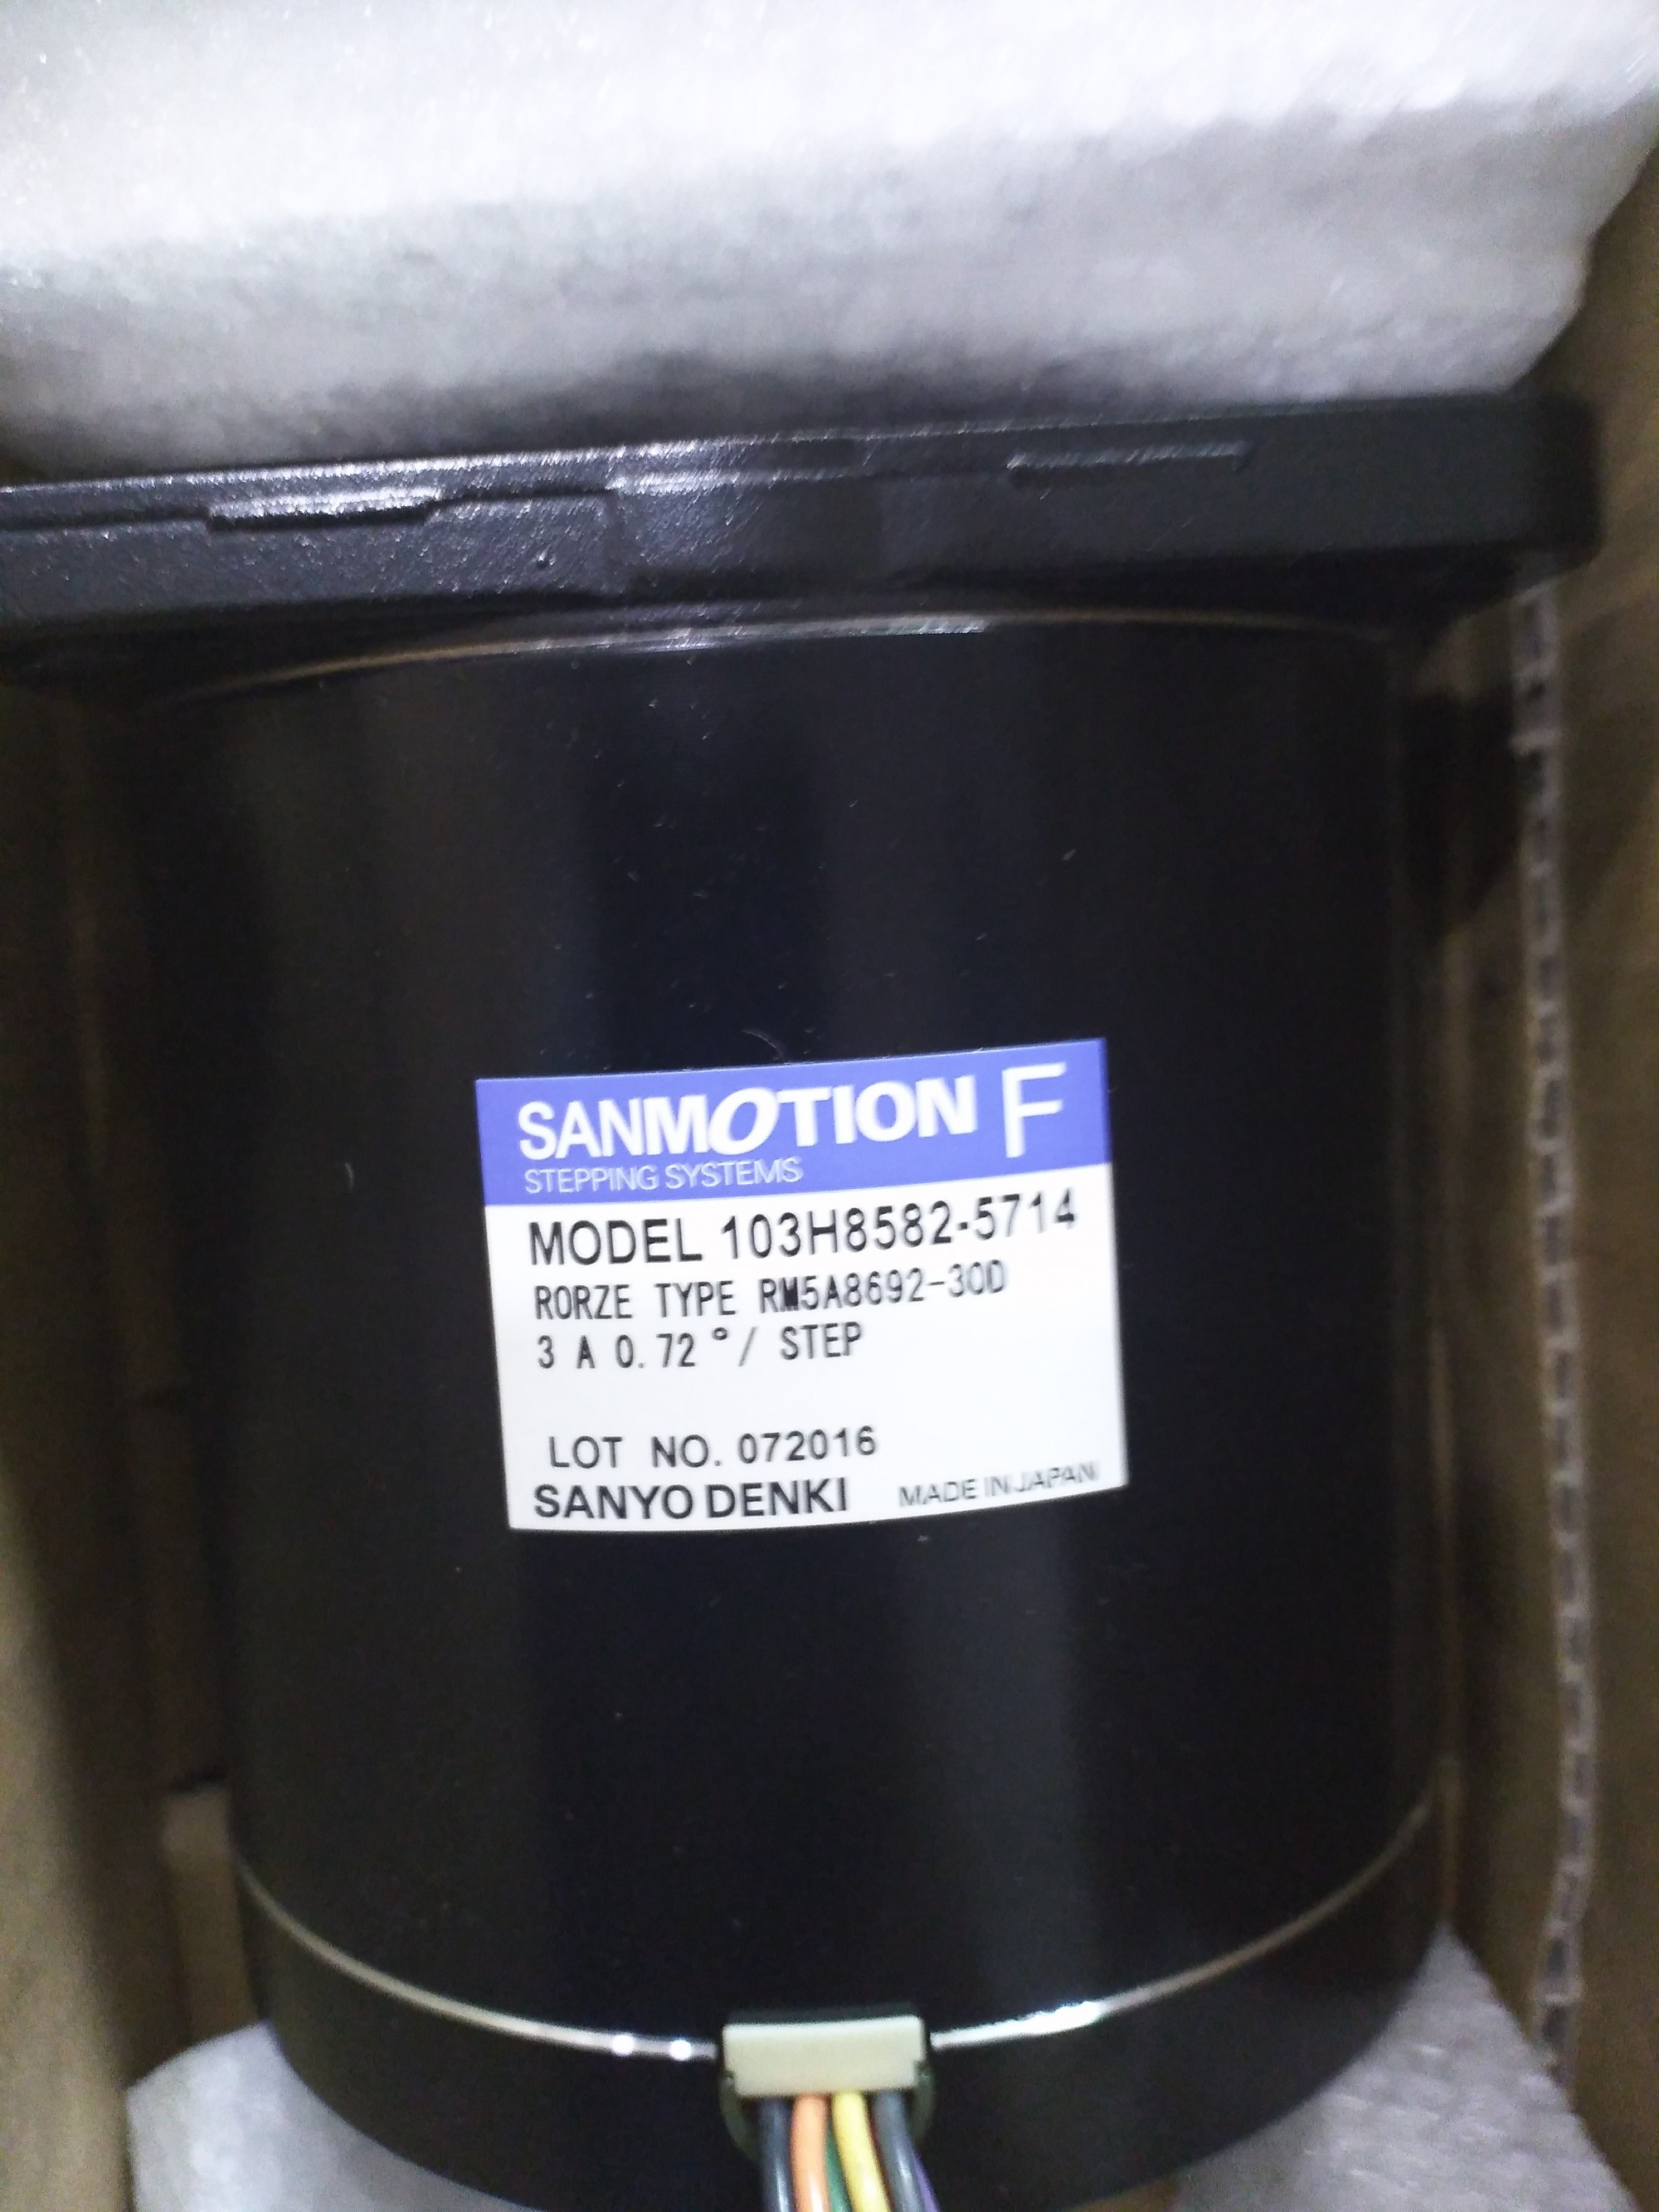 SANMOTION F
STEPPING SYSTEMS
MODEL 103H8582-5714
RORZE TYPE RM5A8692-30D
3 A 0.72°/ STEP
LOT NO. 072016
SANYO DENKI MADE IN JAPAN